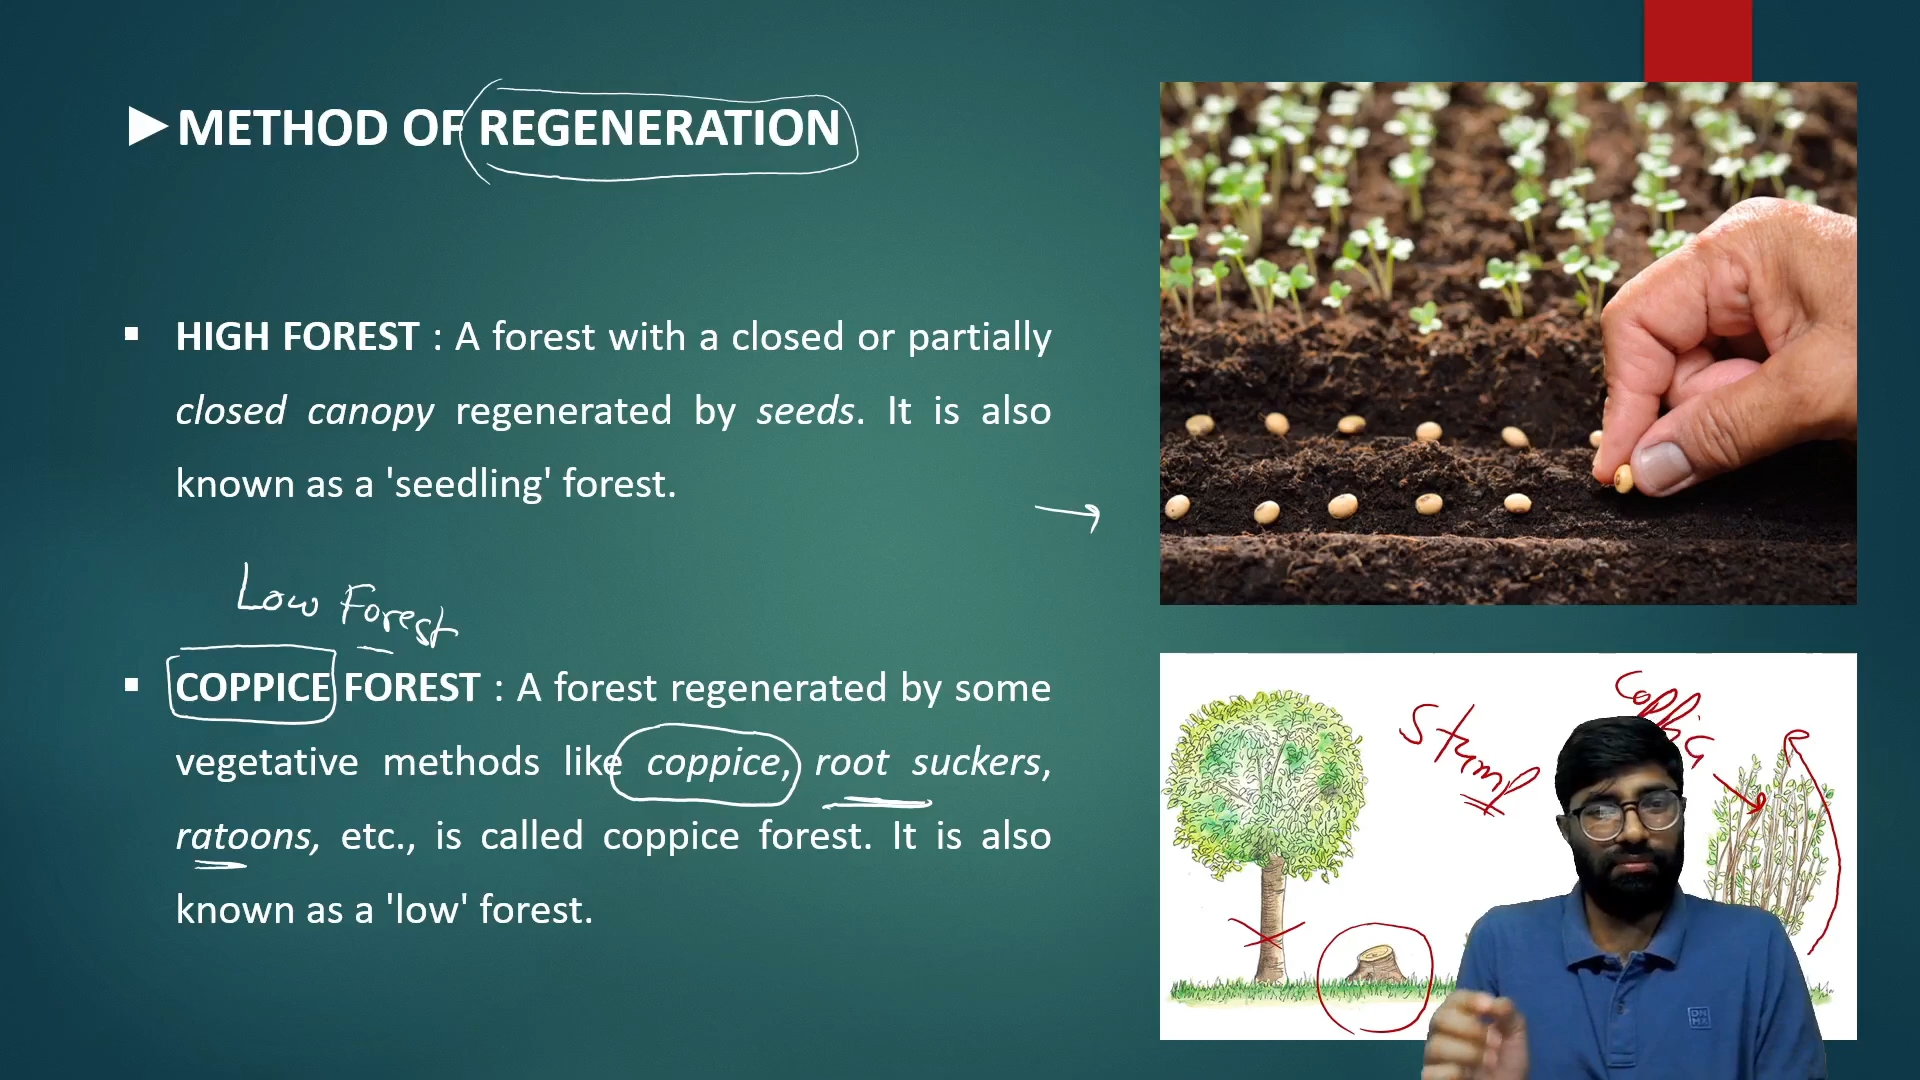 METHOD OF REGENERATION
HIGH FOREST : A forest with a closed or partially
closed canopy regenerated by seeds. It is also
known as a 'seedling' forest.
Low Forest
COPPICE FOREST : A forest regenerated by some
vegetative methods like coppice, root suckers,
ratoons, etc., is called coppice forest. It is also
known as a 'low' forest.
Stump